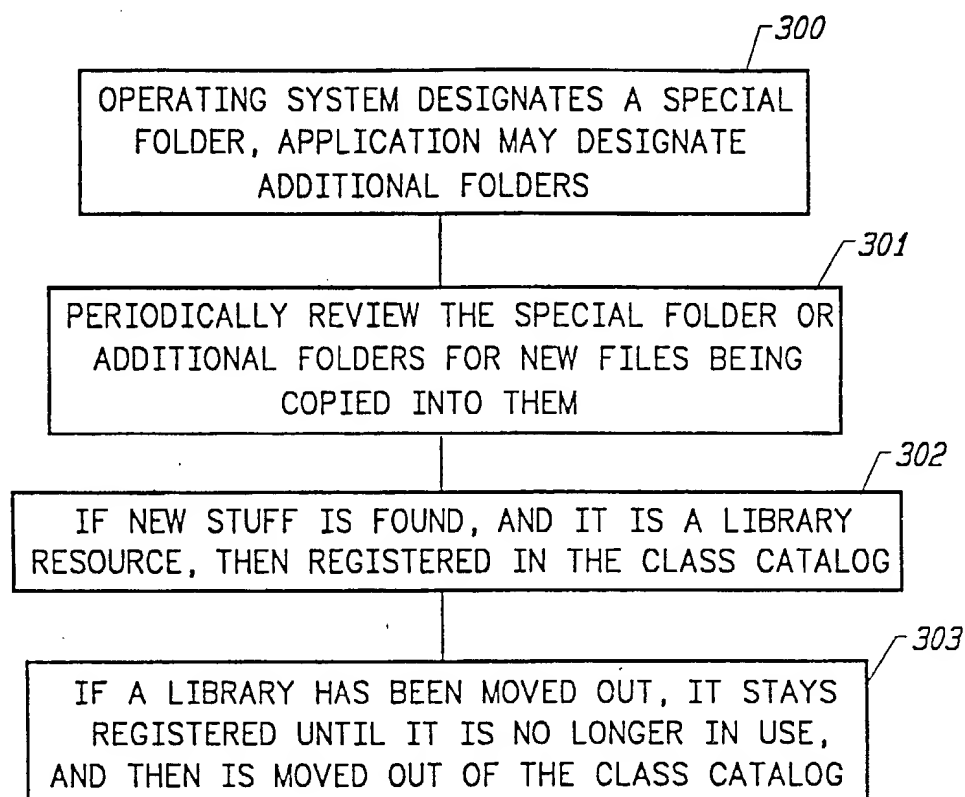 300
OPERATING SYSTEM DESIGNATES A SPECIAL
FOLDER, APPLICATION MAY DESIGNATE
ADDITIONAL FOLDERS
301
PERIODICALLY REVIEW THE SPECIAL FOLDER OR
ADDITIONAL FOLDERS FOR NEW FILES BEING
COPIED INTO THEM
302
IF NEW STUFF IS FOUND, AND IT IS A LIBRARY
RESOURCE, THEN REGISTERED IN THE CLASS CATALOG
303
IF A LIBRARY HAS BEEN MOVED OUT, IT STAYS
REGISTERED UNTIL IT IS NO LONGER IN USE,
AND THEN IS MOVED OUT OF THE CLASS CATALOG